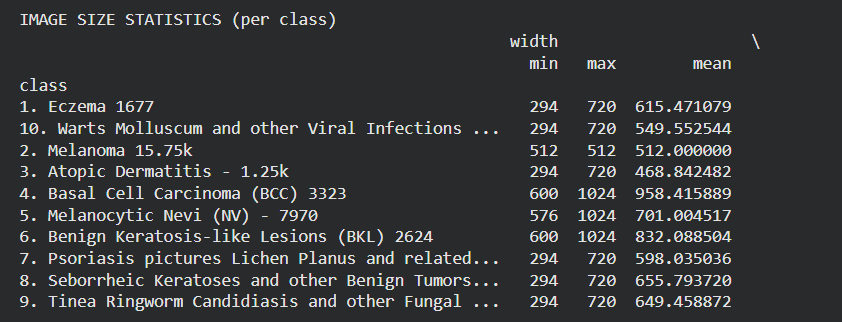 IMAGE SIZE STATISTICS (per class)
width \
min max mean
class
1. Eczema 1677 294 720 615.471079
10. Warts Molluscum and other Viral Infections ... 294 720 549.552544
2. Melanoma 15.75k 512 512 512.000000
3. Atopic Dermatitis - 1.25k 294 720 468.842482
4. Basal Cell Carcinoma (BCC) 3323 600 1024 958.415889
5. Melanocytic Nevi (NV) - 7970 576 1024 701.004517
6. Benign Keratosis-like Lesions (BKL) 2624 600 1024 832.088504
7. Psoriasis pictures Lichen Planus and related... 294 720 598.035036
8. Seborrheic Keratoses and other Benign Tumors... 294 720 655.793720
9. Tinea Ringworm Candidiasis and other Fungal ... 294 720 649.458872